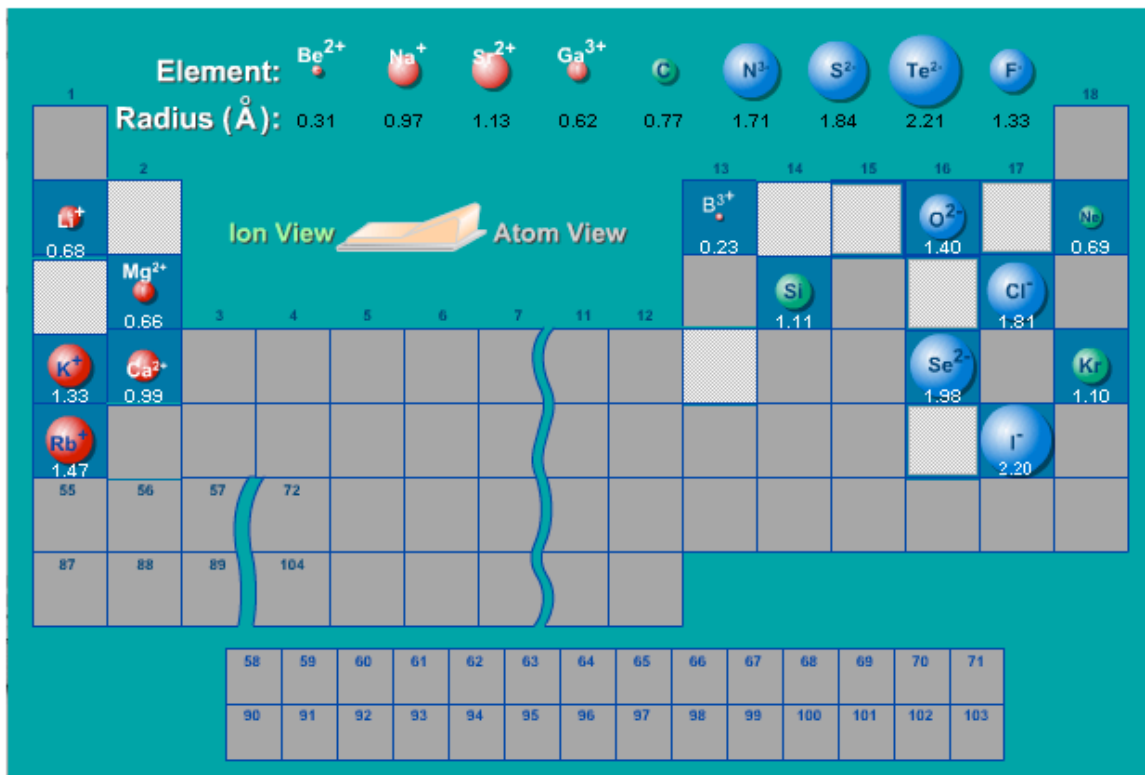 Element: Be²⁺ Na⁺ Sr²⁺ Ga³⁺ C N³⁻ S²⁻ Te²⁻ F⁻
1 18
Radius (Å): 0.31 0.97 1.13 0.62 0.77 1.71 1.84 2.21 1.33
2 13 14 15 16 17
Li⁺ B³⁺ O²⁻ Ne
Ion View Atom View
0.68 0.23 1.40 0.69
Mg²⁺ Si Cl⁻
3 4 5 6 7 11 12
0.66 1.11 1.81
K⁺ Ca²⁺ Se²⁻ Kr
1.33 0.99 1.98 1.10
Rb⁺ I⁻
1.47 2.20
55 56 57 72
87 88 89 104
58 59 60 61 62 63 64 65 66 67 68 69 70 71
90 91 92 93 94 95 96 97 98 99 100 101 102 103